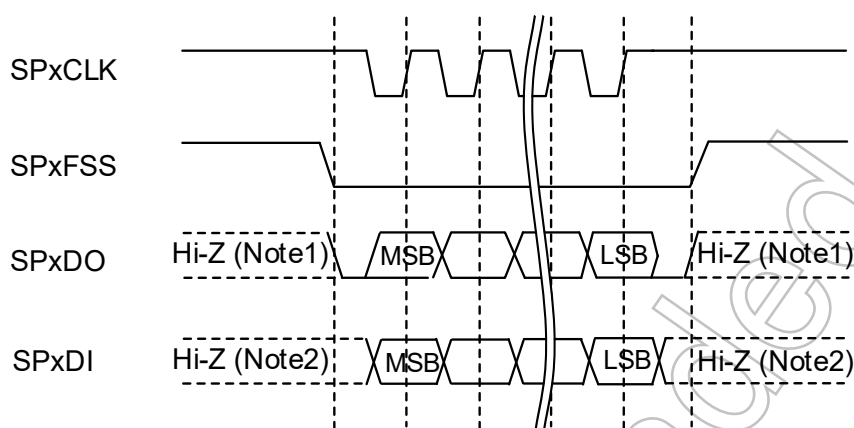 SPxCLK
SPxFSS
SPxDO Hi-Z (Note1) MSB LSB Hi-Z (Note1)
SPxDI Hi-Z (Note2) MSB LSB Hi-Z (Note2)